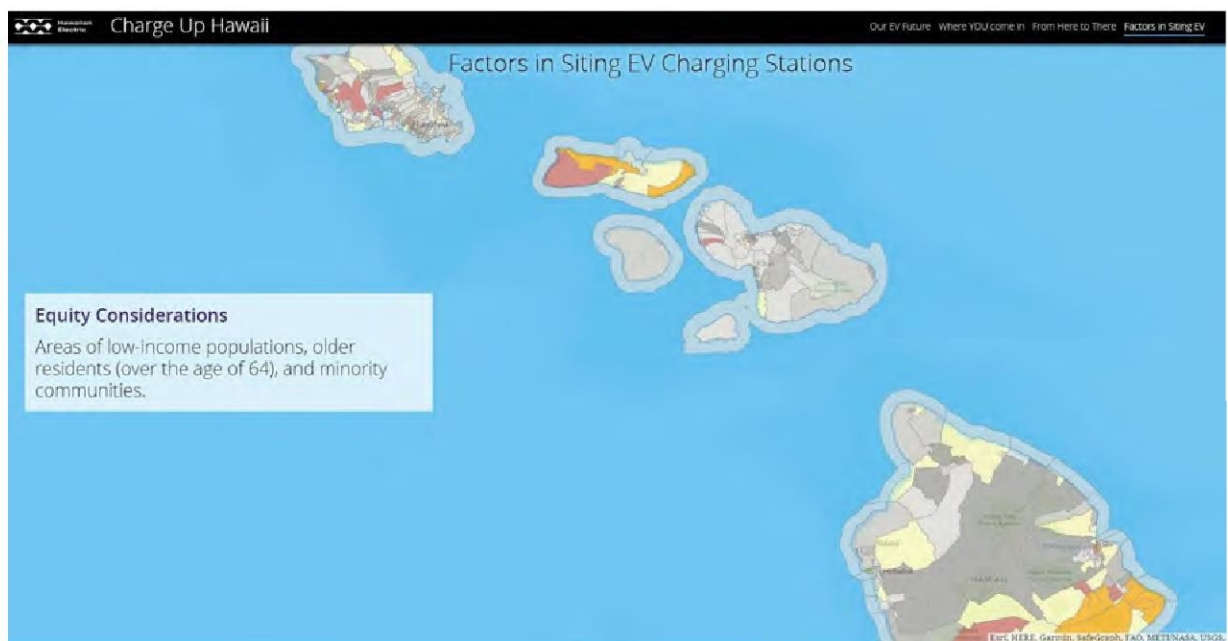 Hawaiian
Electric
Charge Up Hawaii
Our EV Future Where YOU come in From Here to There Factors in Siting EV
Factors in Siting EV Charging Stations
Equity Considerations
Areas of low-income populations, older
residents (over the age of 64), and minority
communities.
HAWAII
Esri, HERE, Garmin, SafeGraph, FAO, METI/NASA, USGS,